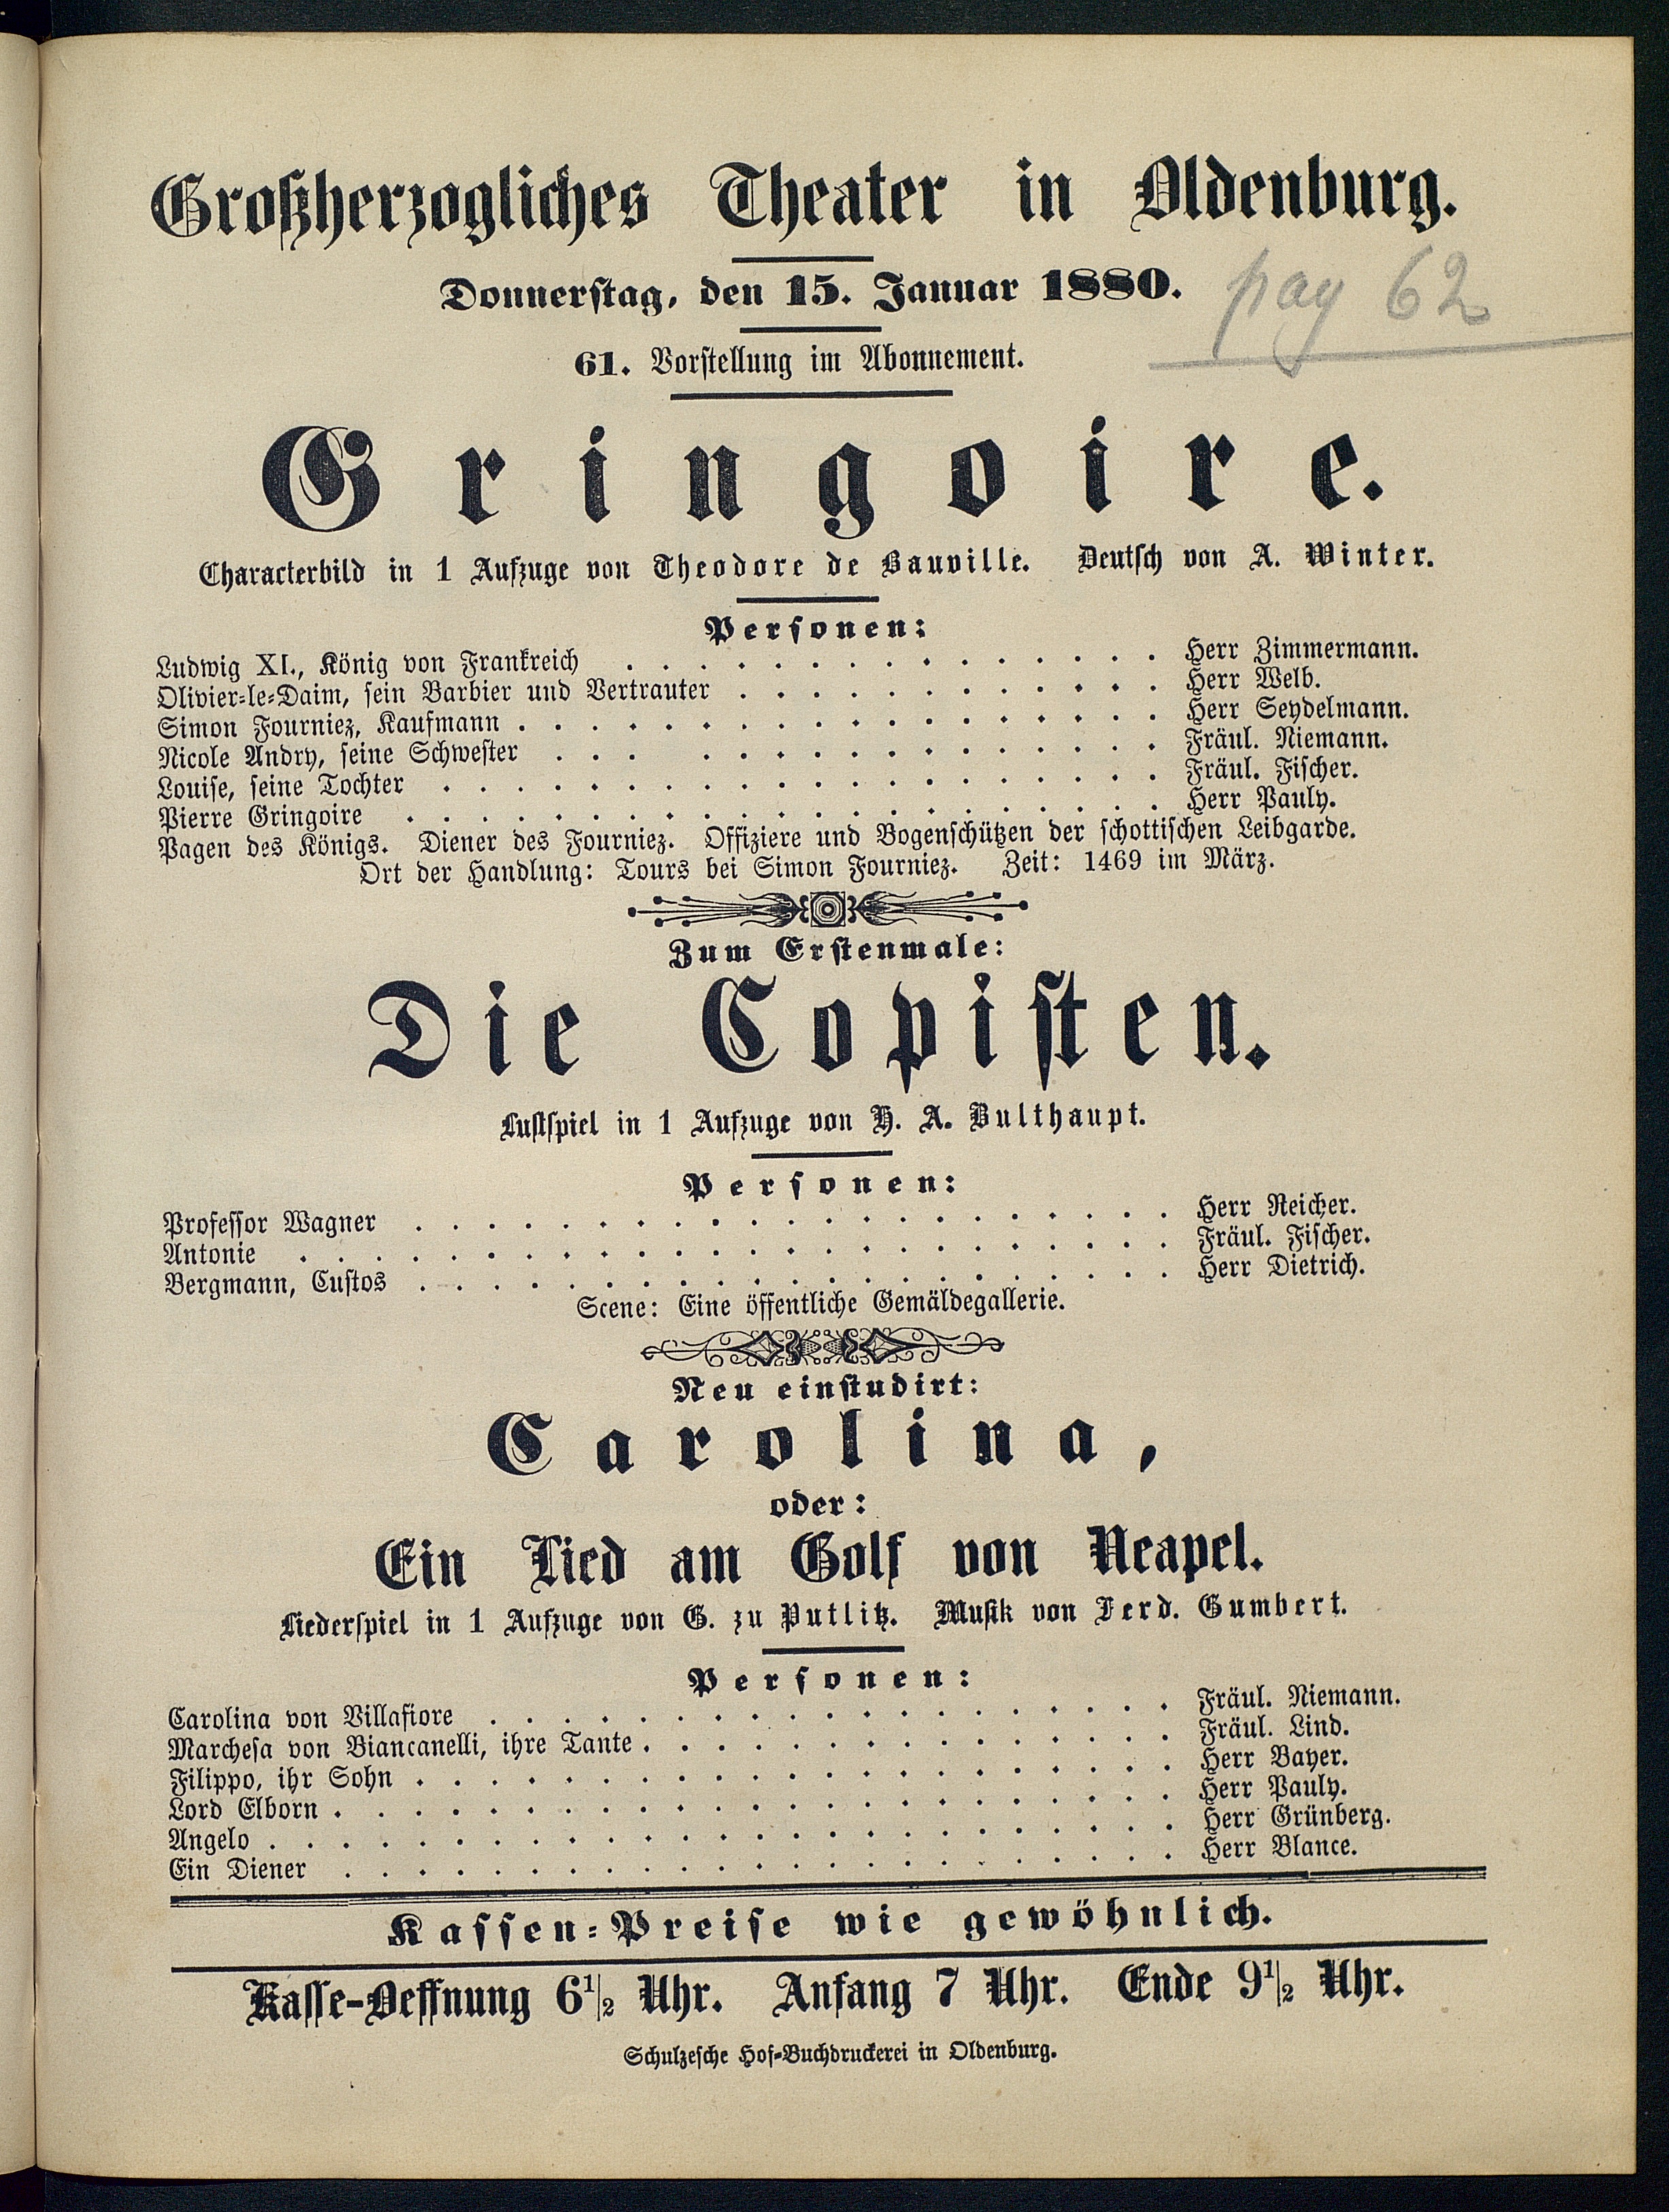 Großherzogliches Theater in Oldenburg.
Donnerstag, den 15. Januar 1880.
pag 62
61. Vorstellung im Abonnement.
Gringoire.
Characterbild in 1 Aufzuge von Theodore de Bauville. Deutsch von A. Winter.
Personen:
Ludwig XI., König von Frankreich . . . . . . . . . . . . . . . Herr Zimmermann.
Olivier-le-Daim, sein Barbier und Vertrauter . . . . . . . . . . . . Herr Welb.
Simon Fourniez, Kaufmann . . . . . . . . . . . . . . . . . . Herr Seydelmann.
Nicole Andry, seine Schwester . . . . . . . . . . . . . . . . Fräul. Niemann.
Louise, seine Tochter . . . . . . . . . . . . . . . . . . . . Fräul. Fischer.
Pierre Gringoire . . . . . . . . . . . . . . . . . . . . . Herr Pauly.
Pagen des Königs. Diener des Fourniez. Offiziere und Bogenschützen der schottischen Leibgarde.
Ort der Handlung: Tours bei Simon Fourniez. Zeit: 1469 im März.
Zum Erstenmale:
Die Copisten.
Lustspiel in 1 Aufzuge von H. A. Bulthaupt.
Personen:
Professor Wagner . . . . . . . . . . . . . . . . . . . . . Herr Reicher.
Antonie . . . . . . . . . . . . . . . . . . . . . . . . Fräul. Fischer.
Bergmann, Custos . . . . . . . . . . . . . . . . . . . . . Herr Dietrich.
Scene: Eine öffentliche Gemäldegallerie.
Neu einstudirt:
Carolina,
oder:
Ein Lied am Golf von Neapel.
Liederspiel in 1 Aufzuge von G. zu Putlitz. Musik von Ferd. Gumbert.
Personen:
Carolina von Villafiore . . . . . . . . . . . . . . . . . . . Fräul. Niemann.
Marchesa von Biancanelli, ihre Tante . . . . . . . . . . . . . . . Fräul. Lind.
Filippo, ihr Sohn . . . . . . . . . . . . . . . . . . . . . Herr Bayer.
Lord Elborn . . . . . . . . . . . . . . . . . . . . . . . Herr Pauly.
Angelo . . . . . . . . . . . . . . . . . . . . . . . . . Herr Grünberg.
Ein Diener . . . . . . . . . . . . . . . . . . . . . . . Herr Blance.
Kassen-Preise wie gewöhnlich.
Kasse-Oeffnung 6½ Uhr. Anfang 7 Uhr. Ende 9½ Uhr.
Schulzesche Hof-Buchdruckerei in Oldenburg.